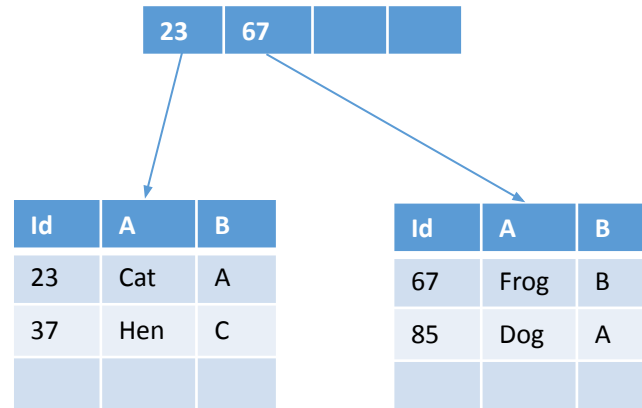 23 67
Id A B
23 Cat A
37 Hen C
Id A B
67 Frog B
85 Dog A